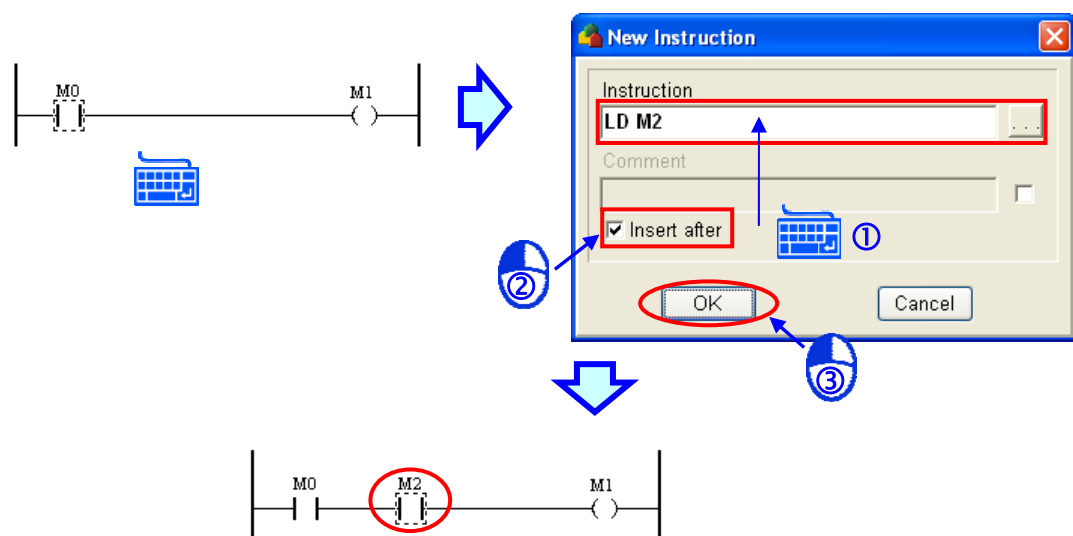 M0 M1
New Instruction
Instruction
LD M2
...
Comment
Insert after
①
②
OK Cancel
③
M0 M2 M1